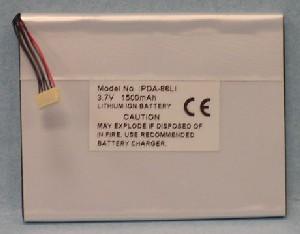 Model No. :PDA-86LI
3.7V 1500mAh
LITHIUM ION BATTERY
CE
CAUTION:
MAY EXPLODE IF DISPOSED OF
IN FIRE. USE RECOMMENDED
BATTERY CHARGER.